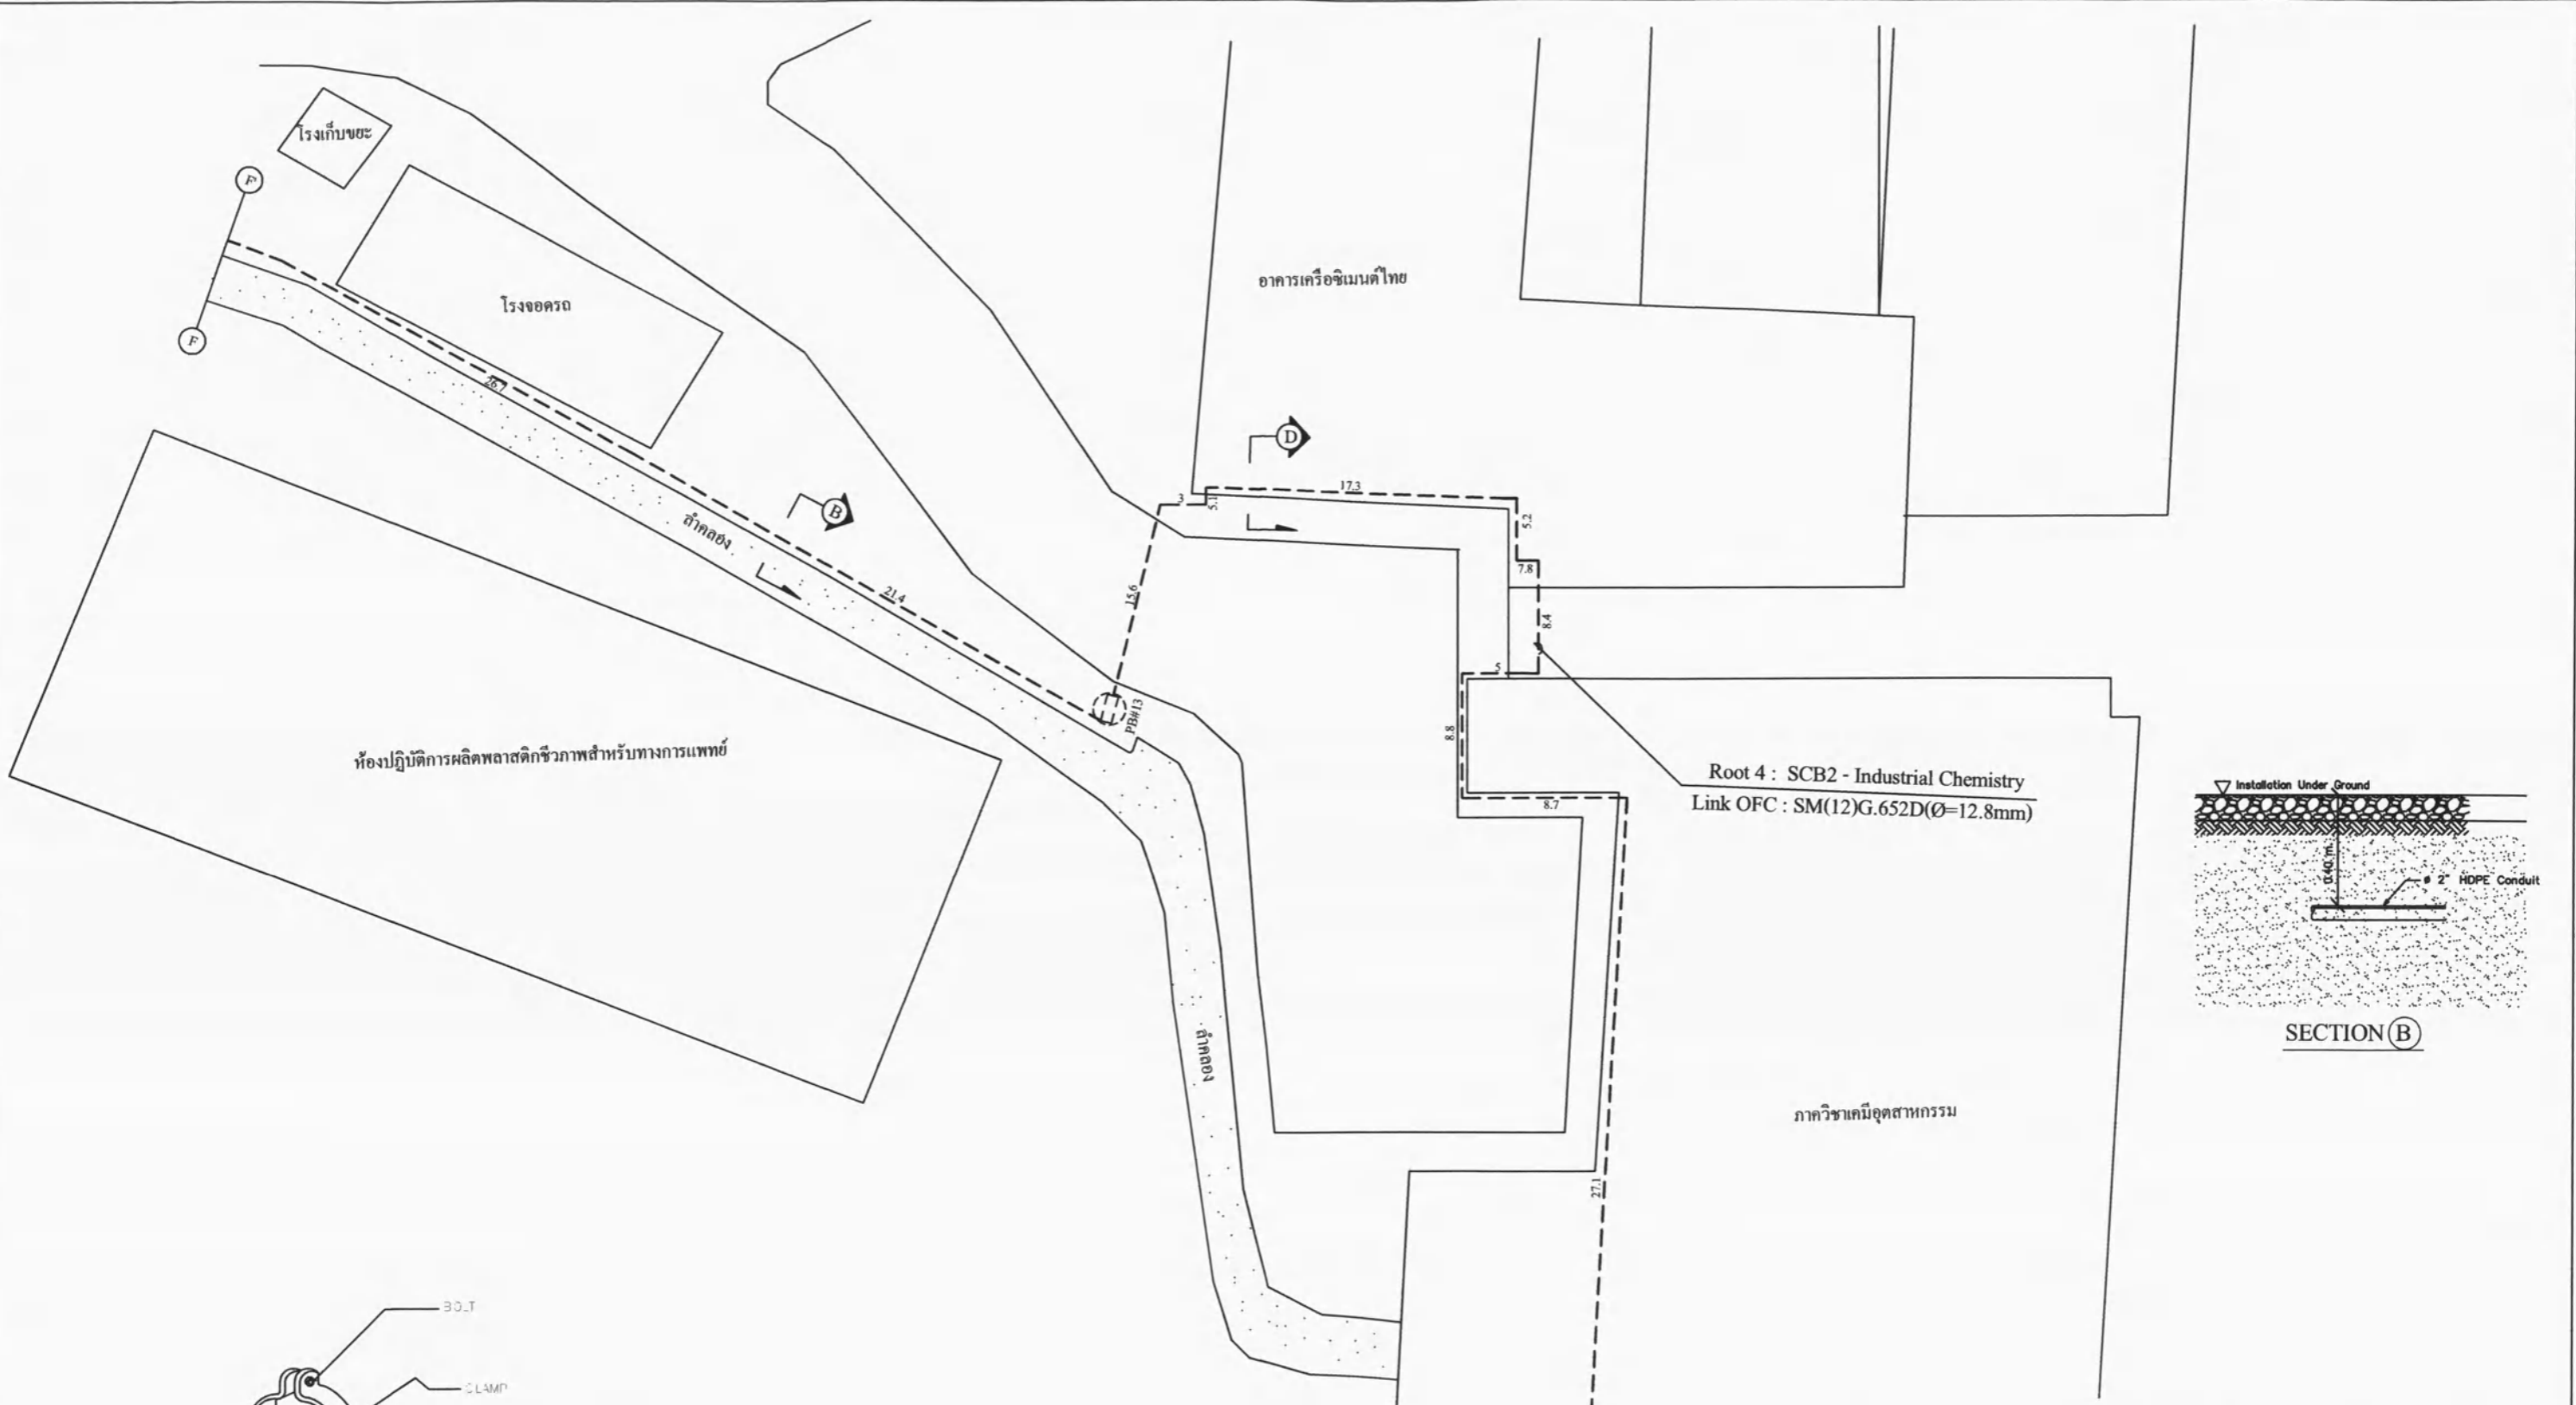 โรงเก็บขยะ
F'
F
โรงจอดรถ
26.7
อาคารเครือซิเมนต์ไทย
D
B
ลำคลอง
21.4
3
5.1
17.3
5.2
7.8
8.4
15.6
5
PB#13
8.8
8.7
ห้องปฏิบัติการผลิตพลาสติกชีวภาพสำหรับทางการแพทย์
Root 4 : SCB2 - Industrial Chemistry
Link OFC : SM(12)G.652D(Ø=12.8mm)
Installation Under Ground
0.40 m.
ø 2" HDPE Conduit
SECTION B
ลำคลอง
ภาควิชาเคมีอุตสาหกรรม
27.1
BOLT
CLAMP